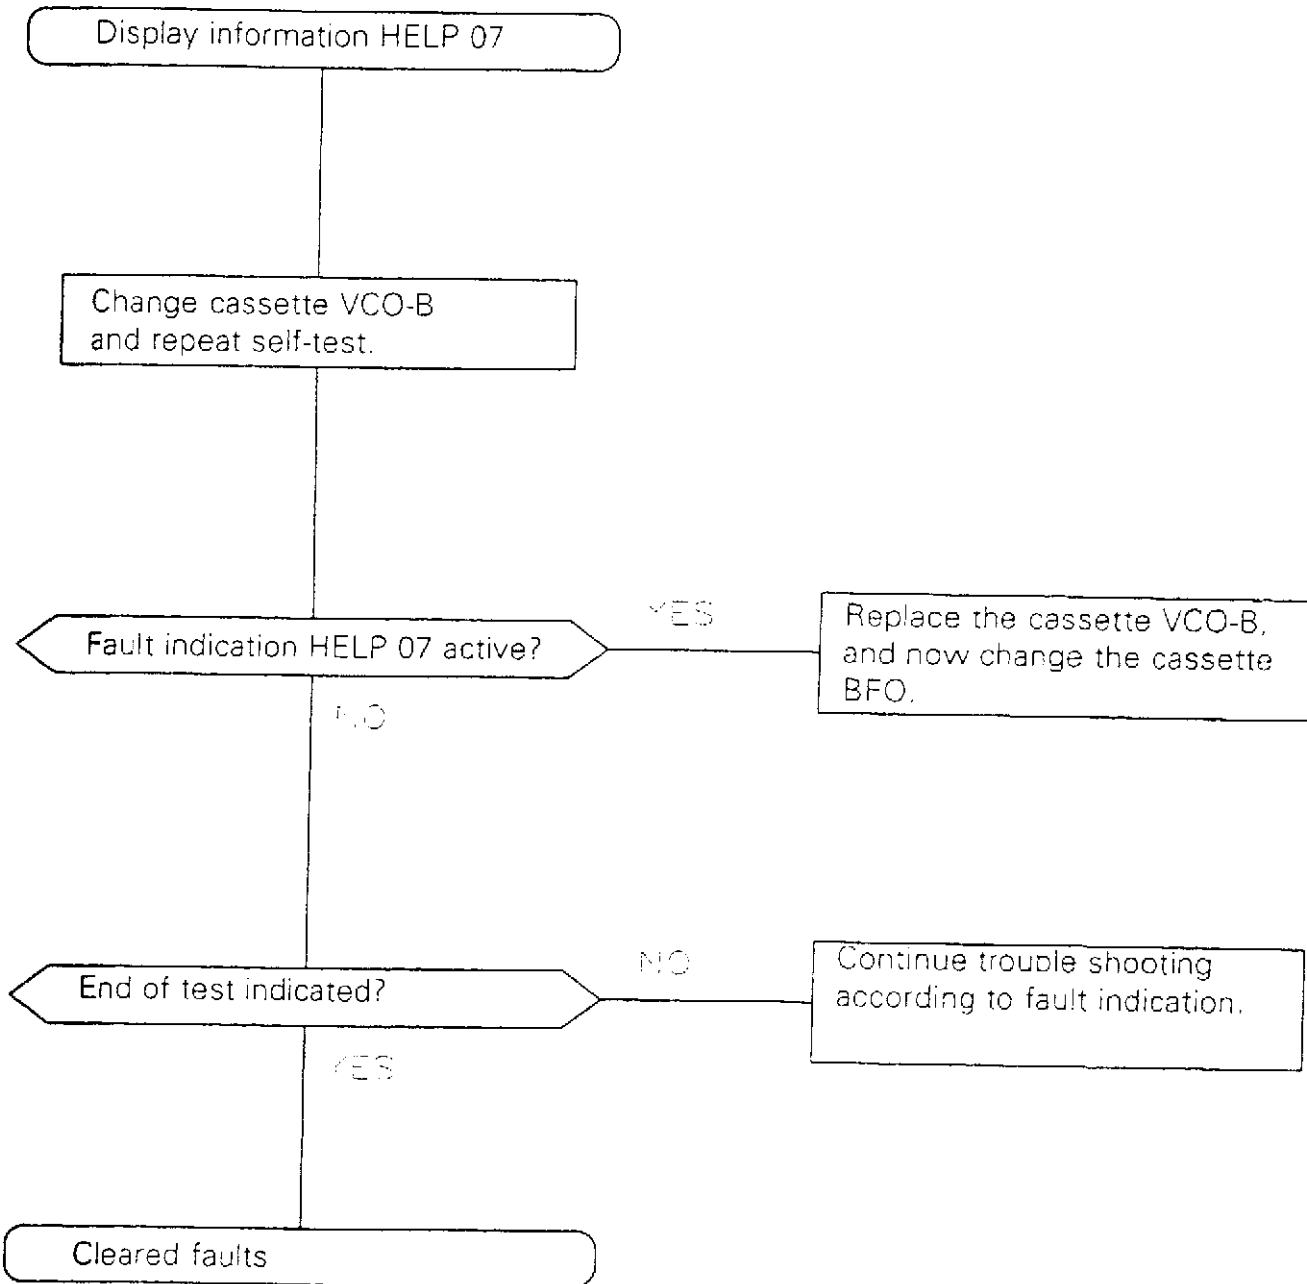 Display information HELP 07
Change cassette VCO-B
and repeat self-test.
Fault indication HELP 07 active?
YES
Replace the cassette VCO-B,
and now change the cassette
BFO.
NO
End of test indicated?
NO
Continue trouble shooting
according to fault indication.
YES
Cleared faults